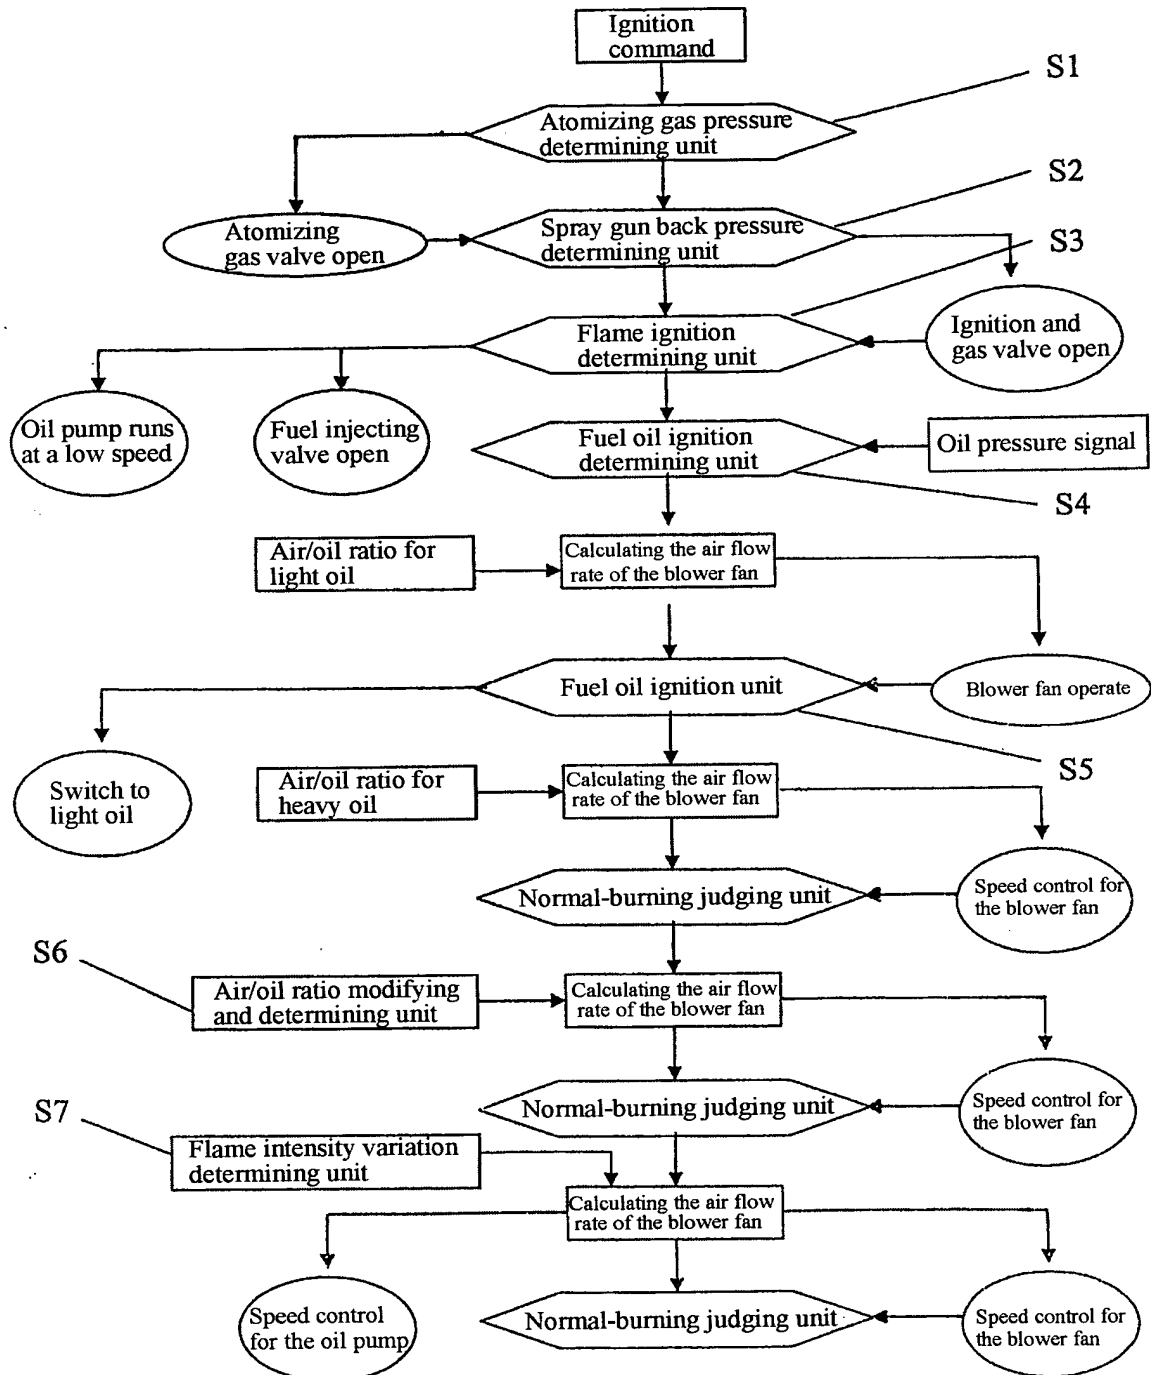 Ignition
command
S1
Atomizing gas pressure
determining unit
S2
Atomizing
gas valve open
Spray gun back pressure
determining unit
S3
Flame ignition
determining unit
Ignition and
gas valve open
Oil pump runs
at a low speed
Fuel injecting
valve open
Fuel oil ignition
determining unit
Oil pressure signal
S4
Air/oil ratio for
light oil
Calculating the air flow
rate of the blower fan
Fuel oil ignition unit
Blower fan operate
S5
Switch to
light oil
Air/oil ratio for
heavy oil
Calculating the air flow
rate of the blower fan
Normal-burning judging unit
Speed control for
the blower fan
S6
Air/oil ratio modifying
and determining unit
Calculating the air flow
rate of the blower fan
Normal-burning judging unit
Speed control for
the blower fan
S7
Flame intensity variation
determining unit
Calculating the air flow
rate of the blower fan
Speed control
for the oil pump
Normal-burning judging unit
Speed control for
the blower fan